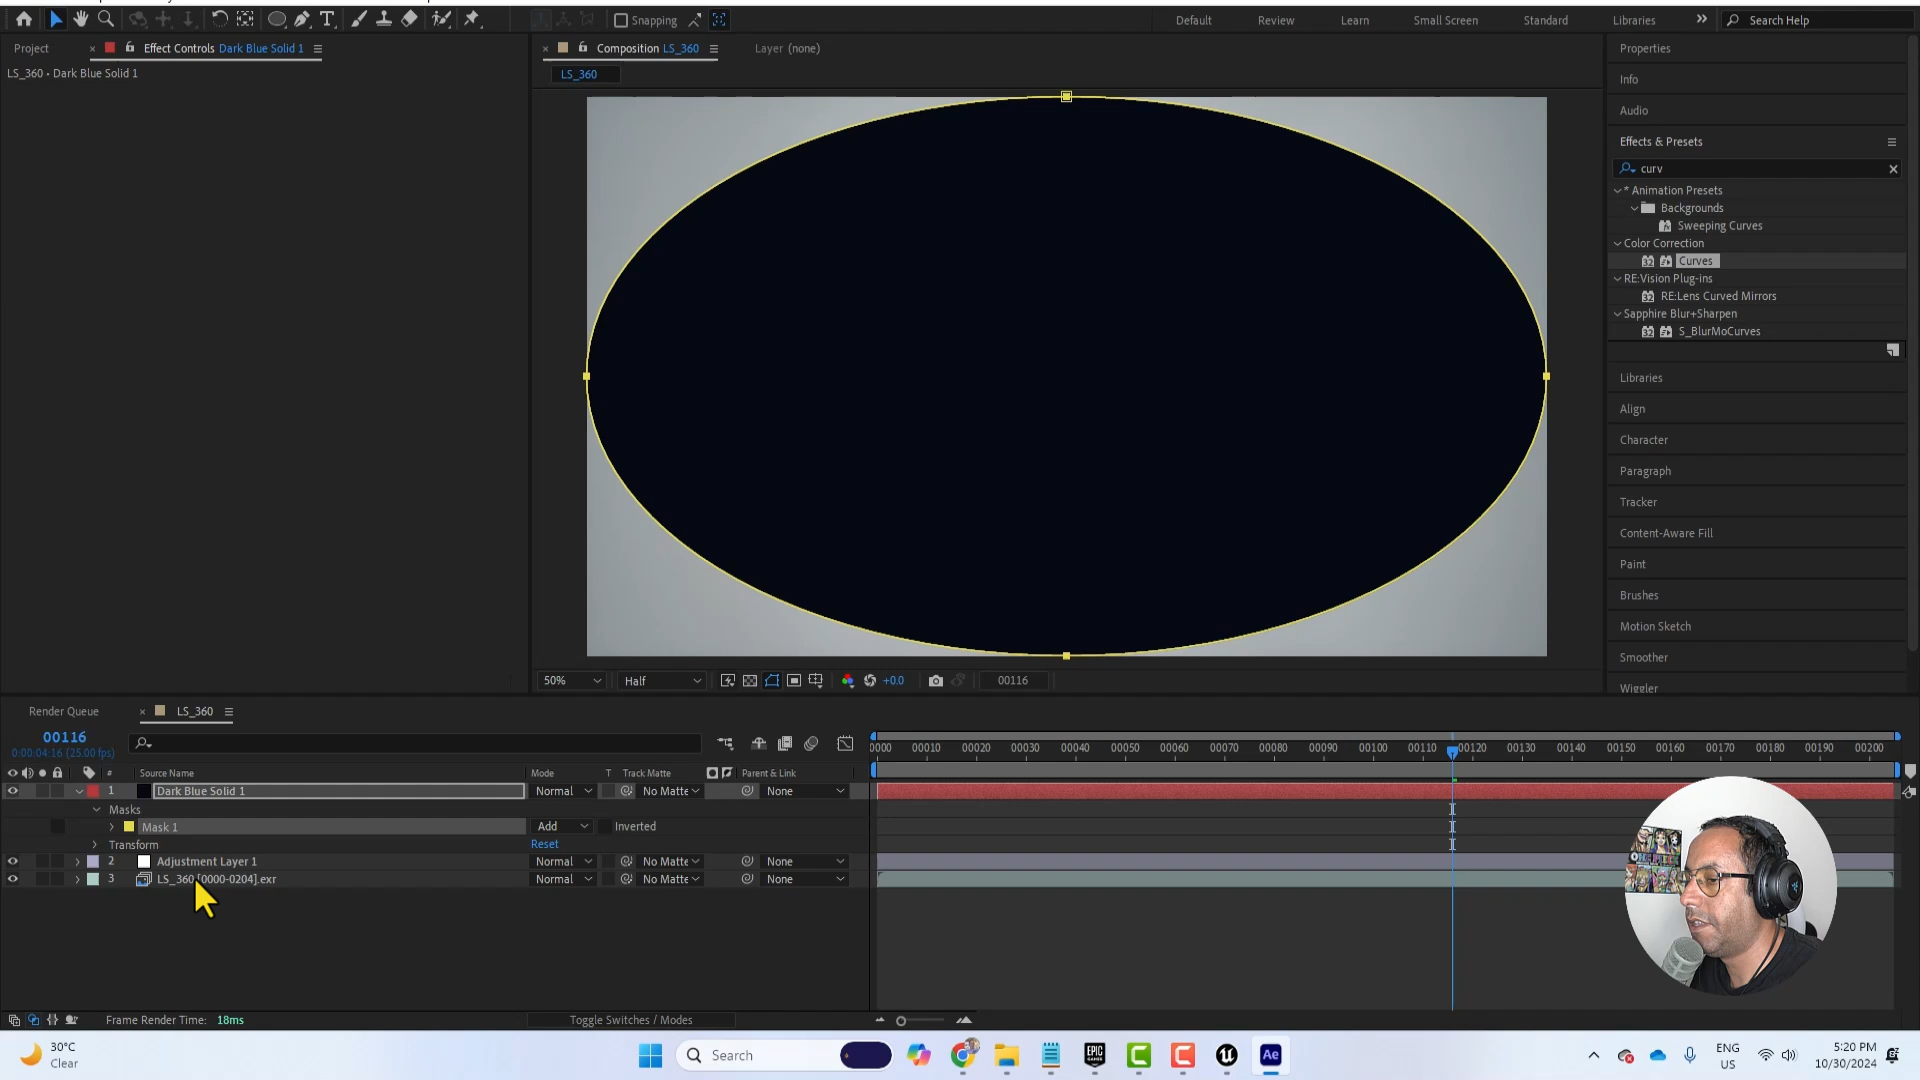 Snapping
Default
Review
Learn
Small Screen
Standard
Libraries
Search Help
Project
Effect Controls Dark Blue Solid 1
Composition LS_360
Layer (none)
Properties
LS_360 • Dark Blue Solid 1
LS_360
Info
Audio
Effects & Presets
curv
* Animation Presets
Backgrounds
Sweeping Curves
Color Correction
Curves
RE:Vision Plug-ins
RE:Lens Curved Mirrors
Sapphire Blur+Sharpen
S_BlurMoCurves
Libraries
Align
Character
Paragraph
Tracker
Content-Aware Fill
Paint
Brushes
Motion Sketch
Smoother
Wiggler
50%
Half
+0.0
00116
Render Queue
LS_360
00116
0:00:04:16 (25.00 fps)
0000 00010 00020 00030 00040 00050 00060 00070 00080 00090 00100 00110 00120 00130 00140 00150 00160 00170 00180 00190 00200
# Source Name Mode T Track Matte Parent & Link
1 Dark Blue Solid 1 Normal No Matte None
Masks
Mask 1 Add Inverted
Transform Reset
2 Adjustment Layer 1 Normal No Matte None
3 LS_360[0000-0204].exr Normal No Matte None
Frame Render Time: 18ms
Toggle Switches / Modes
30°C
Clear
Search
EPIC
Ae
ENG
US
5:20 PM
10/30/2024